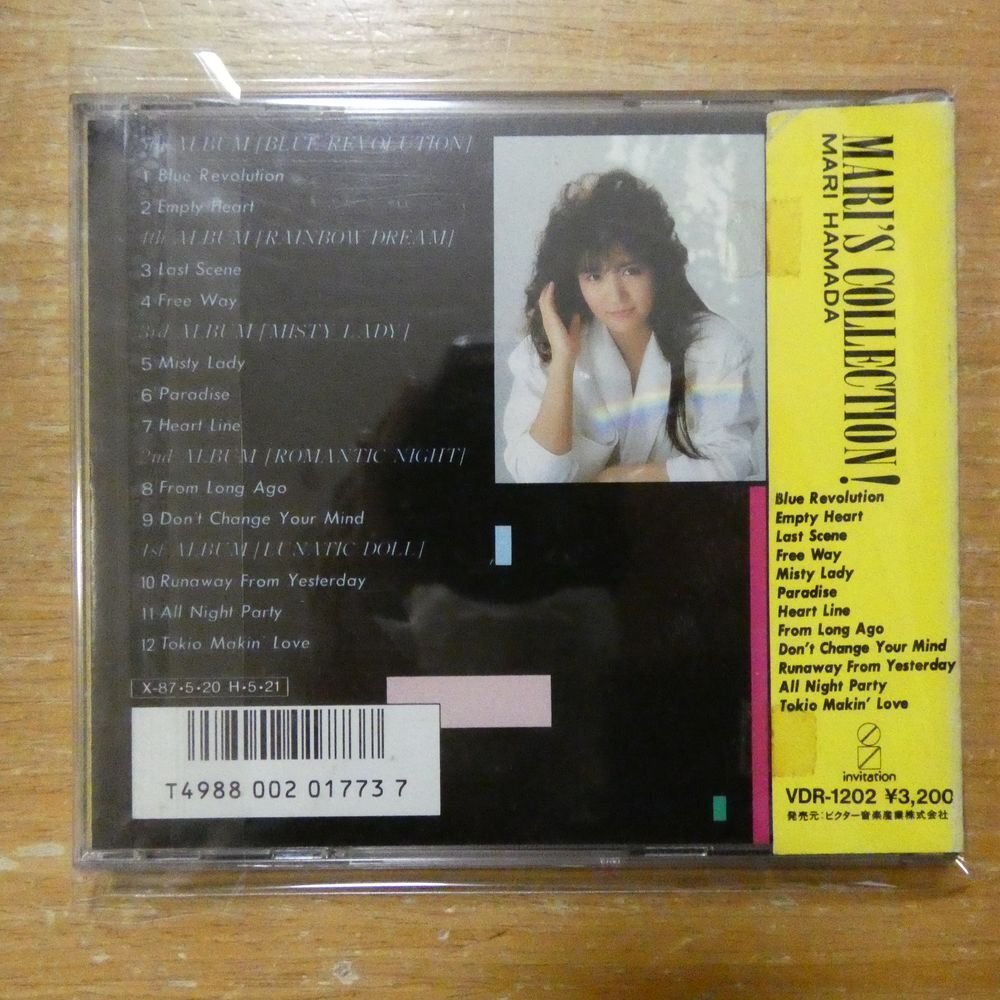 5th ALBUM [BLUE REVOLUTION]
1 Blue Revolution
2 Empty Heart
4th ALBUM [RAINBOW DREAM]
3 Last Scene
4 Free Way
3rd ALBUM [MISTY LADY]
5 Misty Lady
6 Paradise
7 Heart Line
2nd ALBUM [ROMANTIC NIGHT]
8 From Long Ago
9 Don't Change Your Mind
1st ALBUM [LUNATIC DOLL]
10 Runaway From Yesterday
11 All Night Party
12 Tokio Makin' Love
X-87・5・20 H・5・21
T4988 002 01773 7
MARI'S COLLECTION!
MARI HAMADA
Blue Revolution
Empty Heart
Last Scene
Free Way
Misty Lady
Paradise
Heart Line
From Long Ago
Don't Change Your Mind
Runaway From Yesterday
All Night Party
Tokio Makin' Love
invitation
VDR-1202 ¥3,200
発売元:ビクター音楽産業株式会社